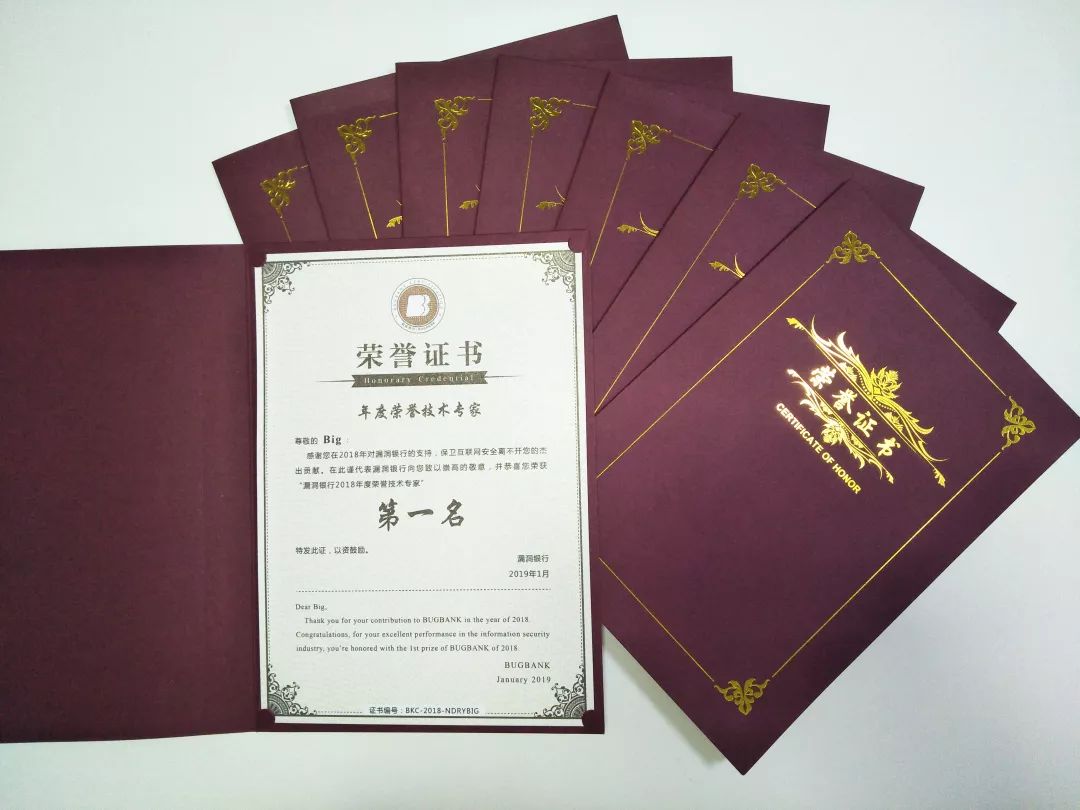 荣誉证书
Honorary Credential
年度荣誉技术专家
尊敬的 Big：
感谢您在2018年对漏洞银行的支持，保卫互联网安全离不开您的杰
出贡献。在此谨代表漏洞银行向您致以崇高的敬意，并恭喜您荣获
“漏洞银行2018年度荣誉技术专家”
第一名
特发此证，以资鼓励。
漏洞银行
2019年1月
Dear Big,
Thank you for your contribution to BUGBANK in the year of 2018.
Congratulations, for your excellent performance in the information security
industry, you're honored with the 1st prize of BUGBANK of 2018.
BUGBANK
January 2019
证书编号：BKC-2018-NDRYBIG
荣誉证书
CERTIFICATE OF HONOR